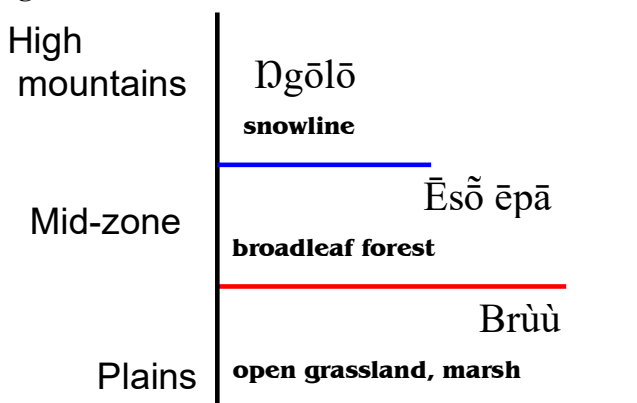 High
mountains
Ŋgōlō
snowline
Ēsȭ ēpā
Mid-zone
broadleaf forest
Brùù
Plains
open grassland, marsh